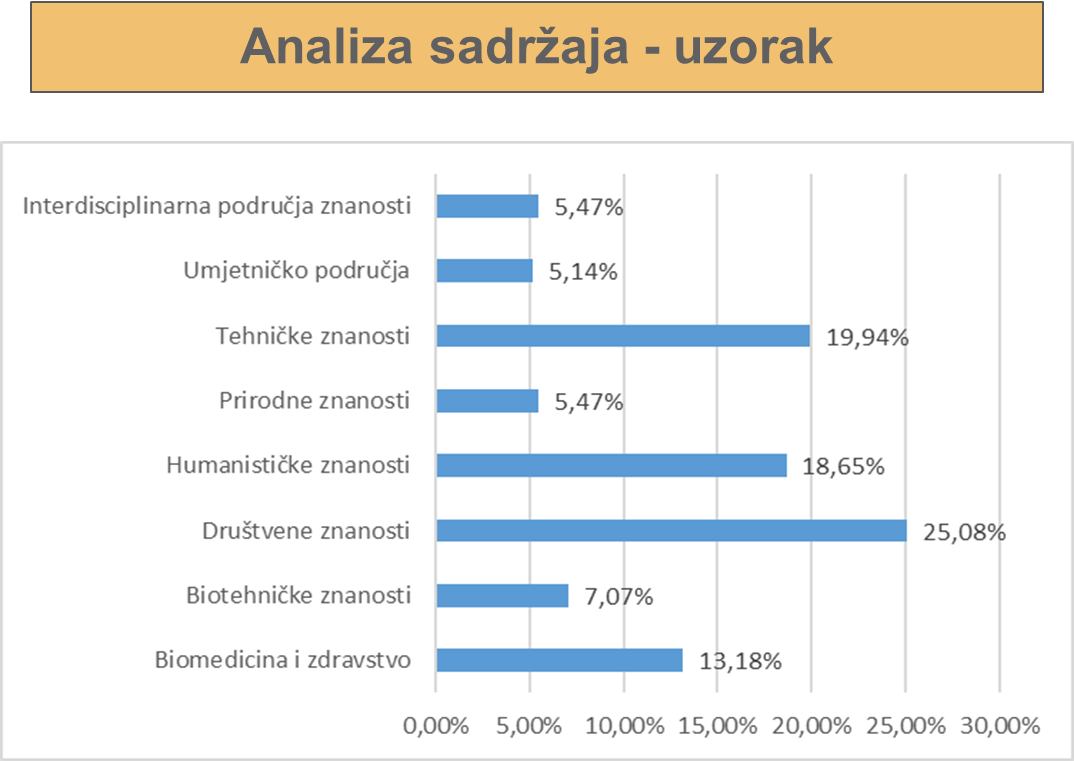 Analiza sadržaja - uzorak
Interdisciplinarna područja znanosti 5,47%
Umjetničko područja 5,14%
Tehničke znanosti 19,94%
Prirodne znanosti 5,47%
Humanističke znanosti 18,65%
Društvene znanosti 25,08%
Biotehničke znanosti 7,07%
Biomedicina i zdravstvo 13,18%
0,00% 5,00% 10,00% 15,00% 20,00% 25,00% 30,00%